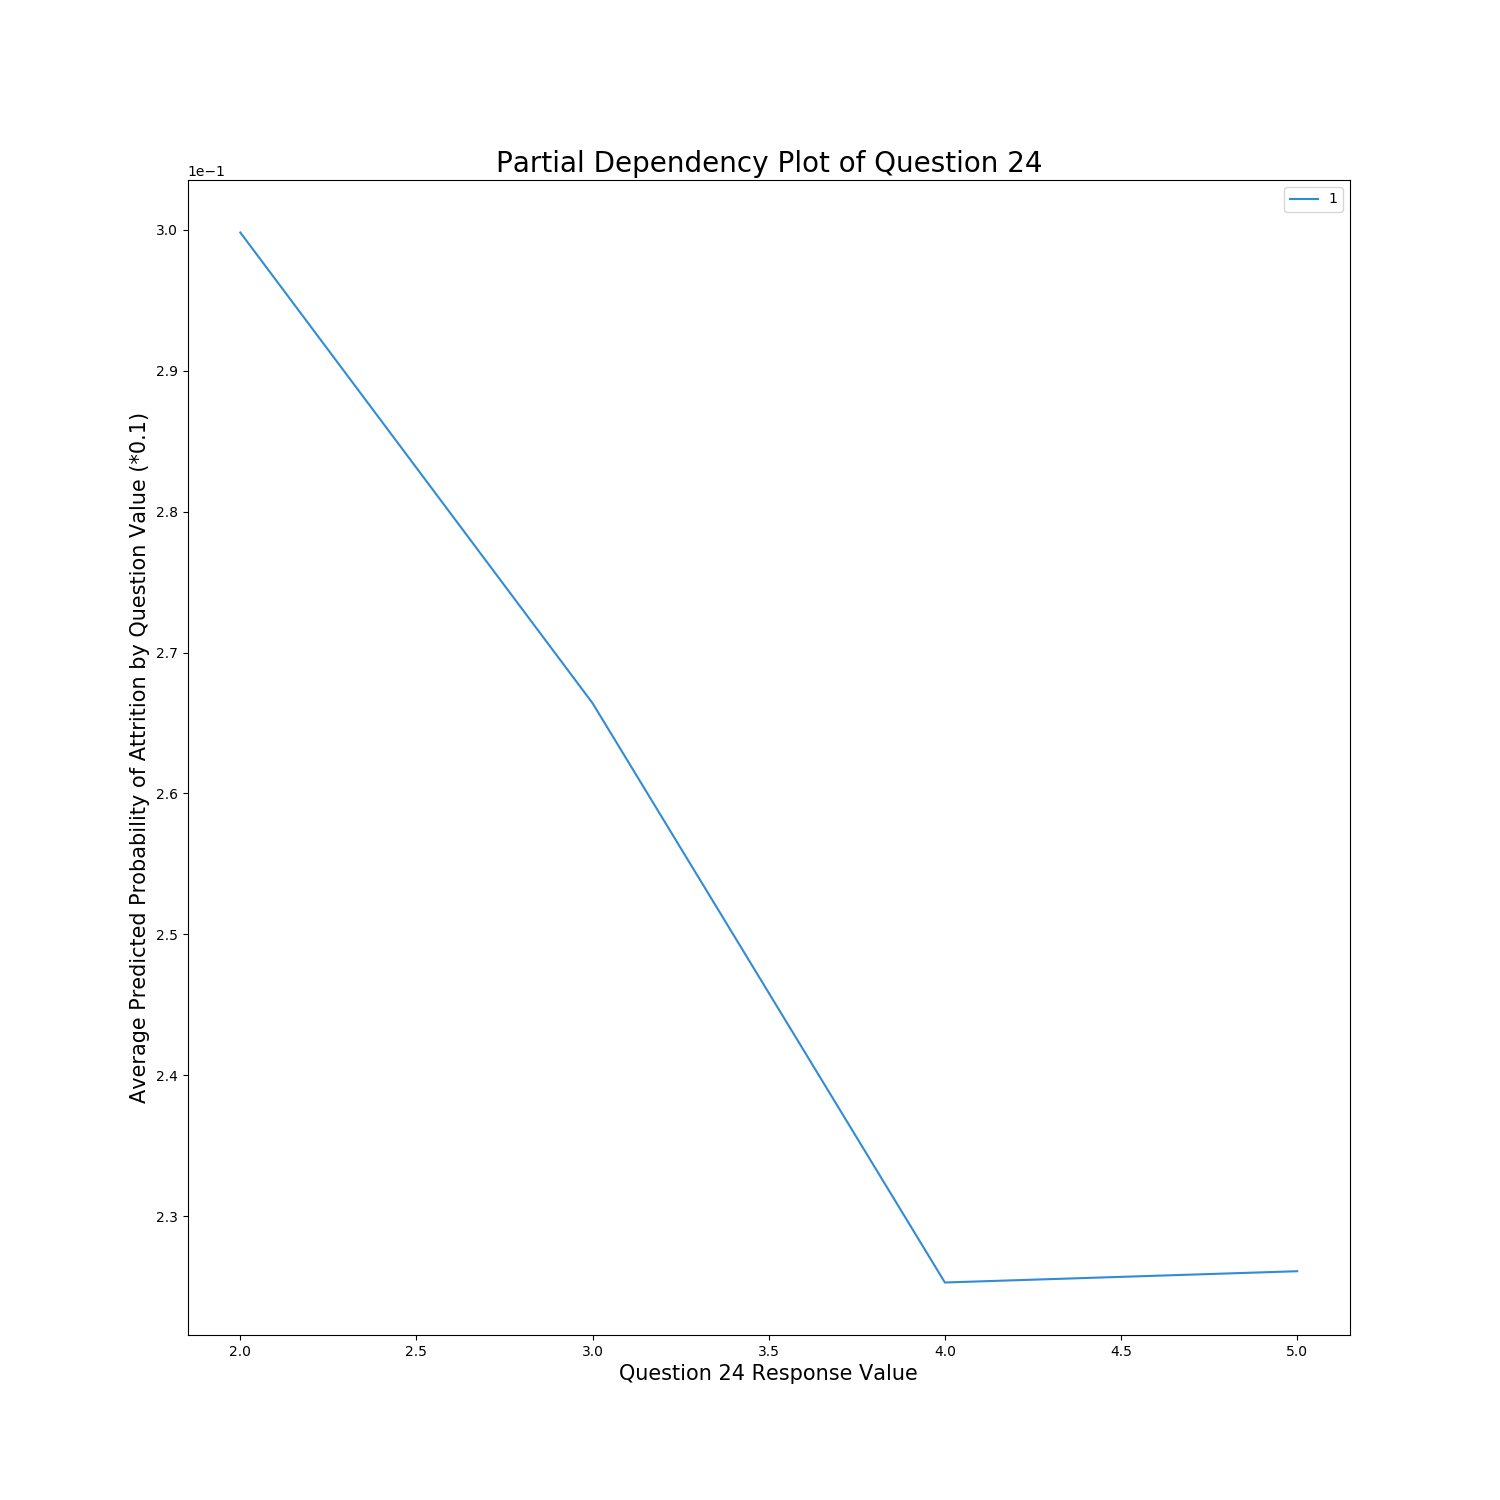 Partial Dependency Plot of Question 24
1e−1
1
3.0
2.9
2.8
2.7
2.6
2.5
2.4
2.3
Average Predicted Probability of Attrition by Question Value (*0.1)
2.0 2.5 3.0 3.5 4.0 4.5 5.0
Question 24 Response Value